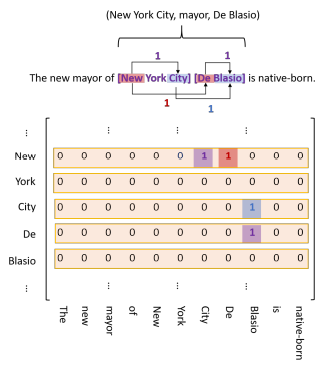 (New York City, mayor, De Blasio)
1 1
The new mayor of [New York City] [De Blasio] is native-born.
1 1
... ... ... ...
New 0 0 0 0 0 0 1 1 0 0 0
York 0 0 0 0 0 0 0 0 0 0 0
City 0 0 0 0 0 0 0 0 1 0 0
De 0 0 0 0 0 0 0 0 1 0 0
Blasio 0 0 0 0 0 0 0 0 0 0 0
... ... ... ...
The
new
mayor
of
New
York
City
De
Blasio
is
native-born